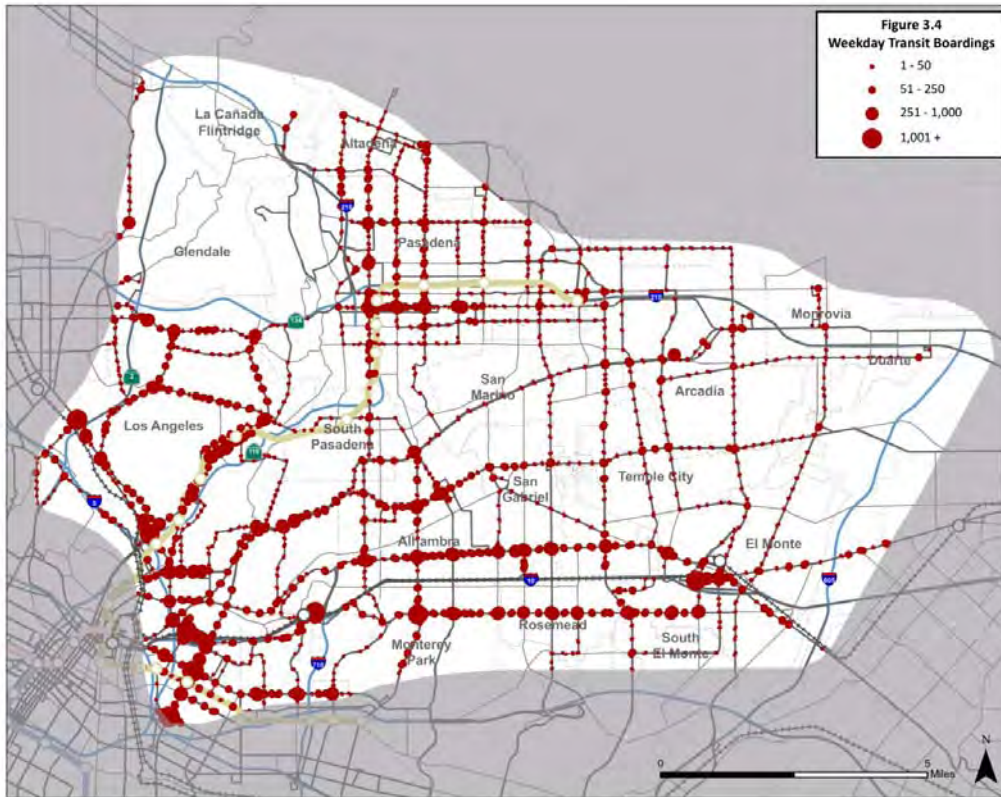 Figure 3.4
Weekday Transit Boardings
1 - 50
51 - 250
251 - 1,000
1,001 +
La Cañada
Flintridge
Altadena
210
Glendale
Pasadena
134
210
Monrovia
Duarte
2
San
Marino
Arcadia
Los Angeles
South
Pasadena
110
5
San
Gabriel
Temple City
Alhambra
El Monte
10
605
Rosemead
Monterey
Park
South
El Monte
710
N
0
5
Miles